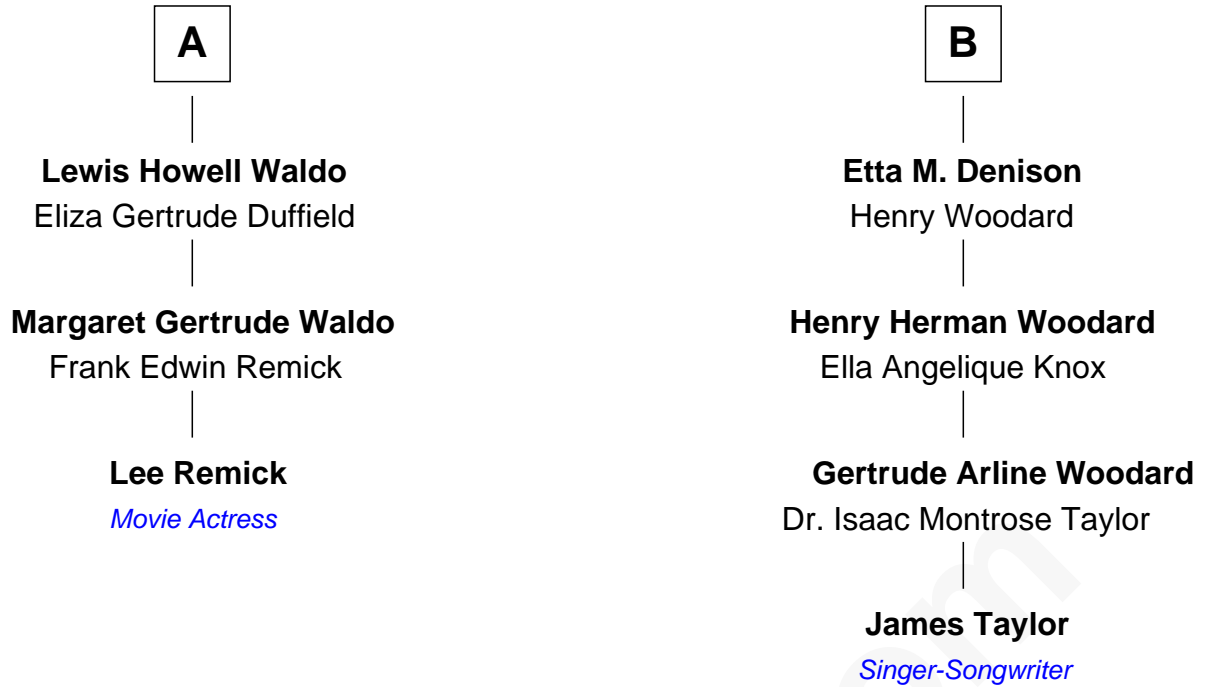 A
Lewis Howell Waldo
Eliza Gertrude Duffield
Margaret Gertrude Waldo
Frank Edwin Remick
Lee Remick
Movie Actress
B
Etta M. Denison
Henry Woodard
Henry Herman Woodard
Ella Angelique Knox
Gertrude Arline Woodard
Dr. Isaac Montrose Taylor
James Taylor
Singer-Songwriter